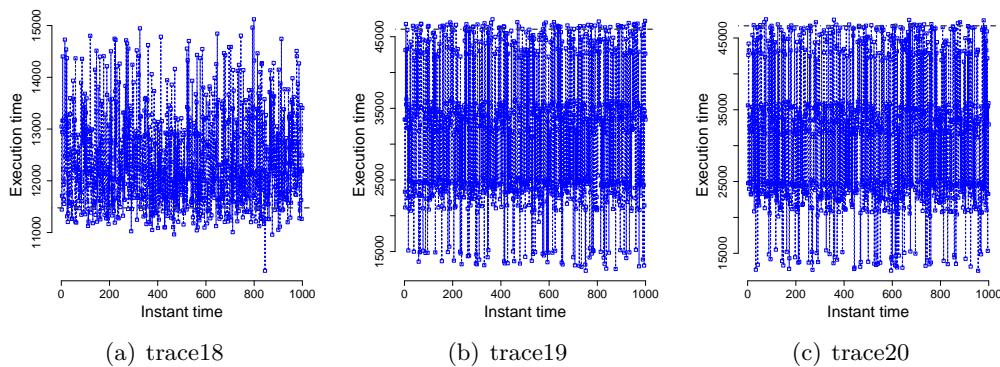 15000
14000
13000
12000
11000
Execution time
0 200 400 600 800 1000
Instant time
(a) trace18
45000
35000
25000
15000
Execution time
0 200 400 600 800 1000
Instant time
(b) trace19
45000
35000
25000
15000
Execution time
0 200 400 600 800 1000
Instant time
(c) trace20